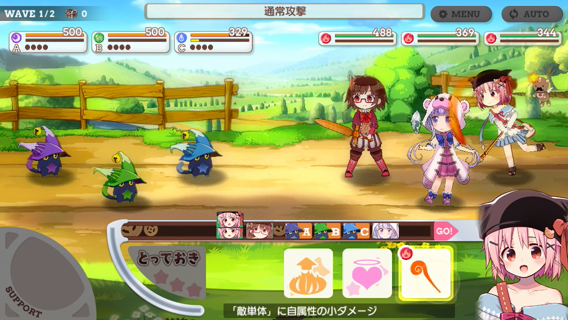 WAVE 1/2 0
通常攻撃
MENU
AUTO
500
500
329
488
369
344
A
B
C
A B C GO!
とっておき
SUPPORT
「敵単体」に自属性の小ダメージ